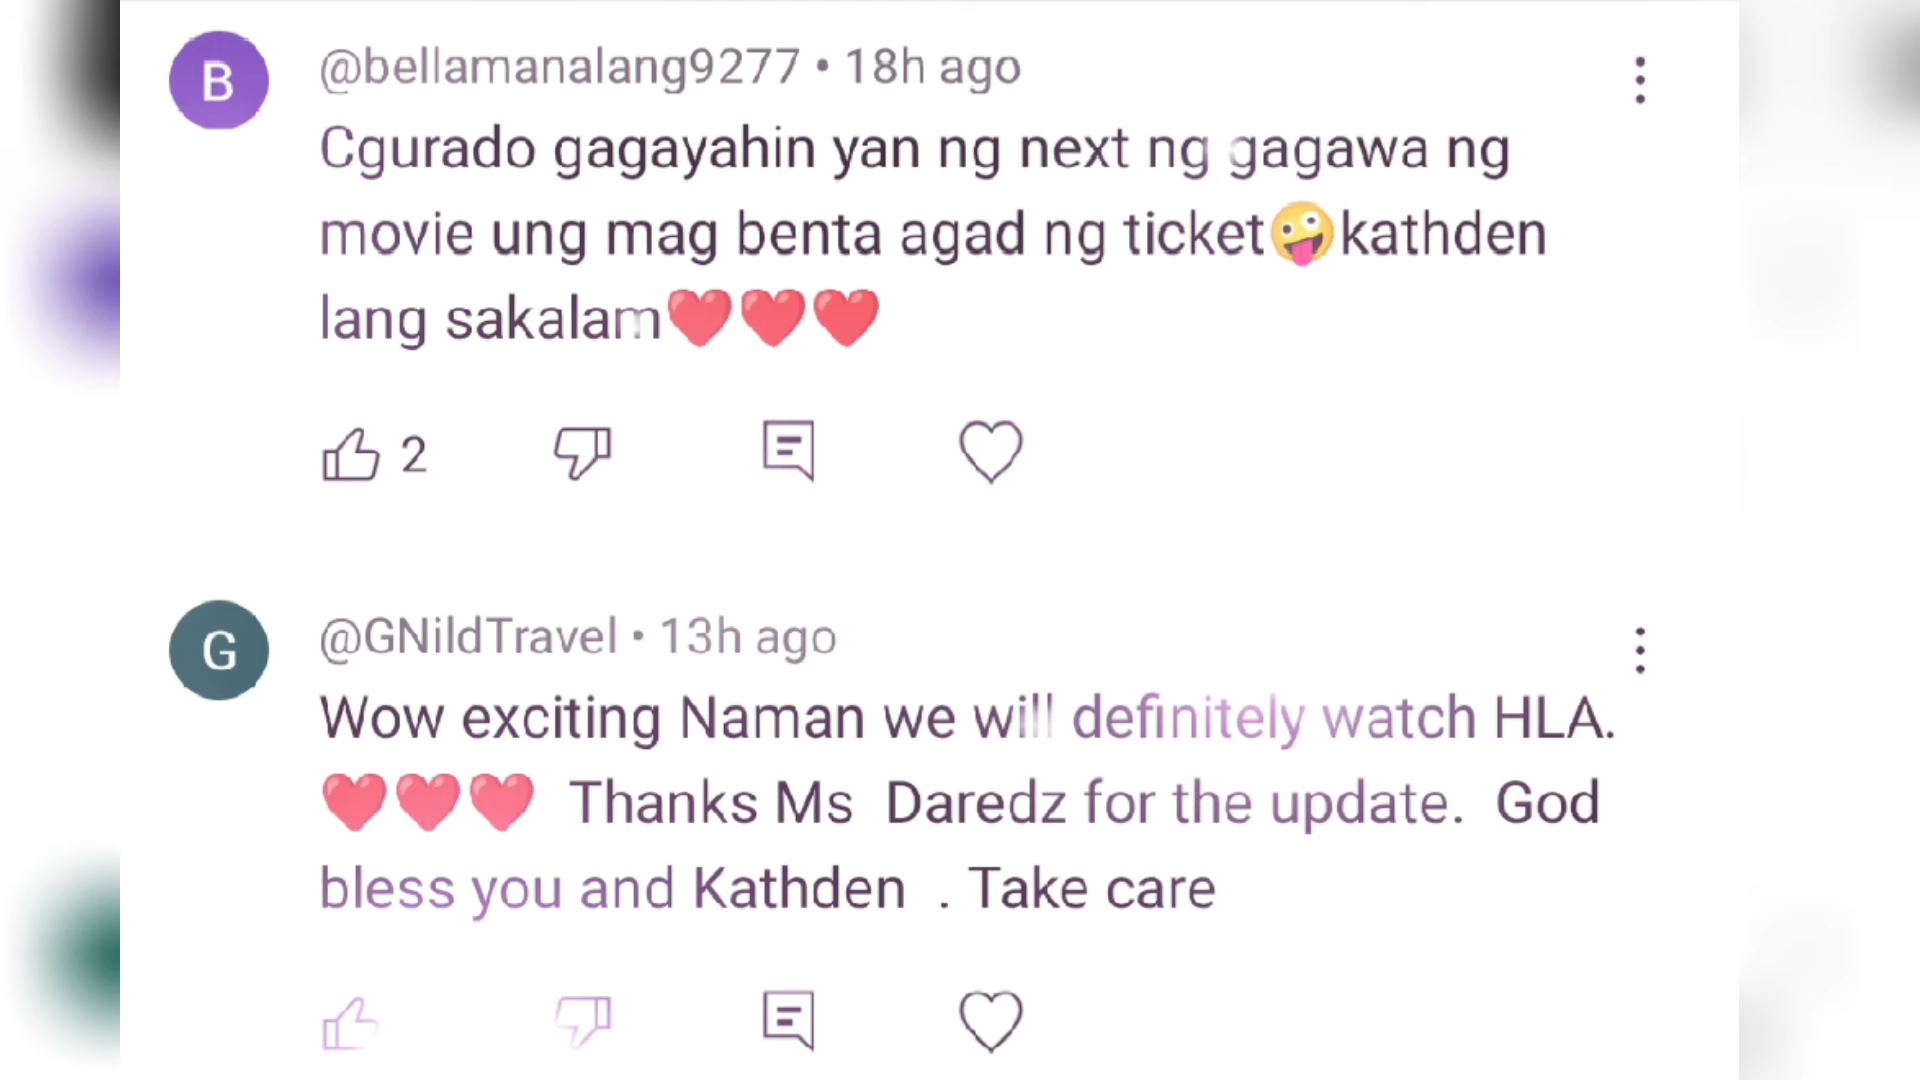 B
@bellamanalang9277 • 18h ago
Cgurado gagayahin yan ng next ng gagawa ng
movie ung mag benta agad ng ticket🤪kathden
lang sakalam❤️❤️❤️
2
G
@GNildTravel • 13h ago
Wow exciting Naman we will definitely watch HLA.
❤️❤️❤️ Thanks Ms Daredz for the update. God
bless you and Kathden . Take care